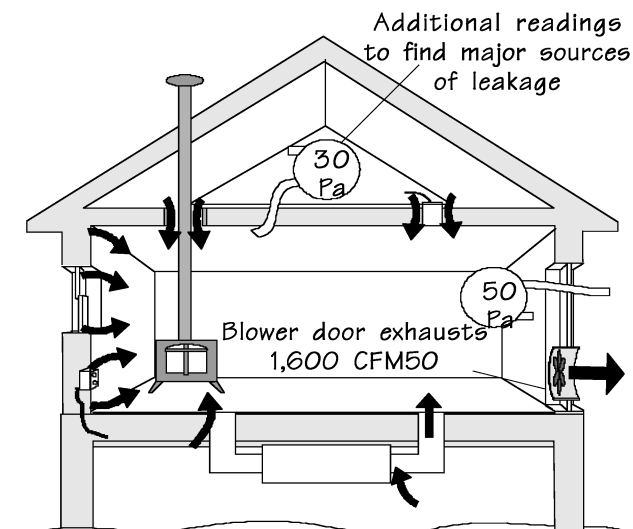 Additional readings
to find major sources
of leakage
30
Pa
50
Pa
Blower door exhausts
1,600 CFM50